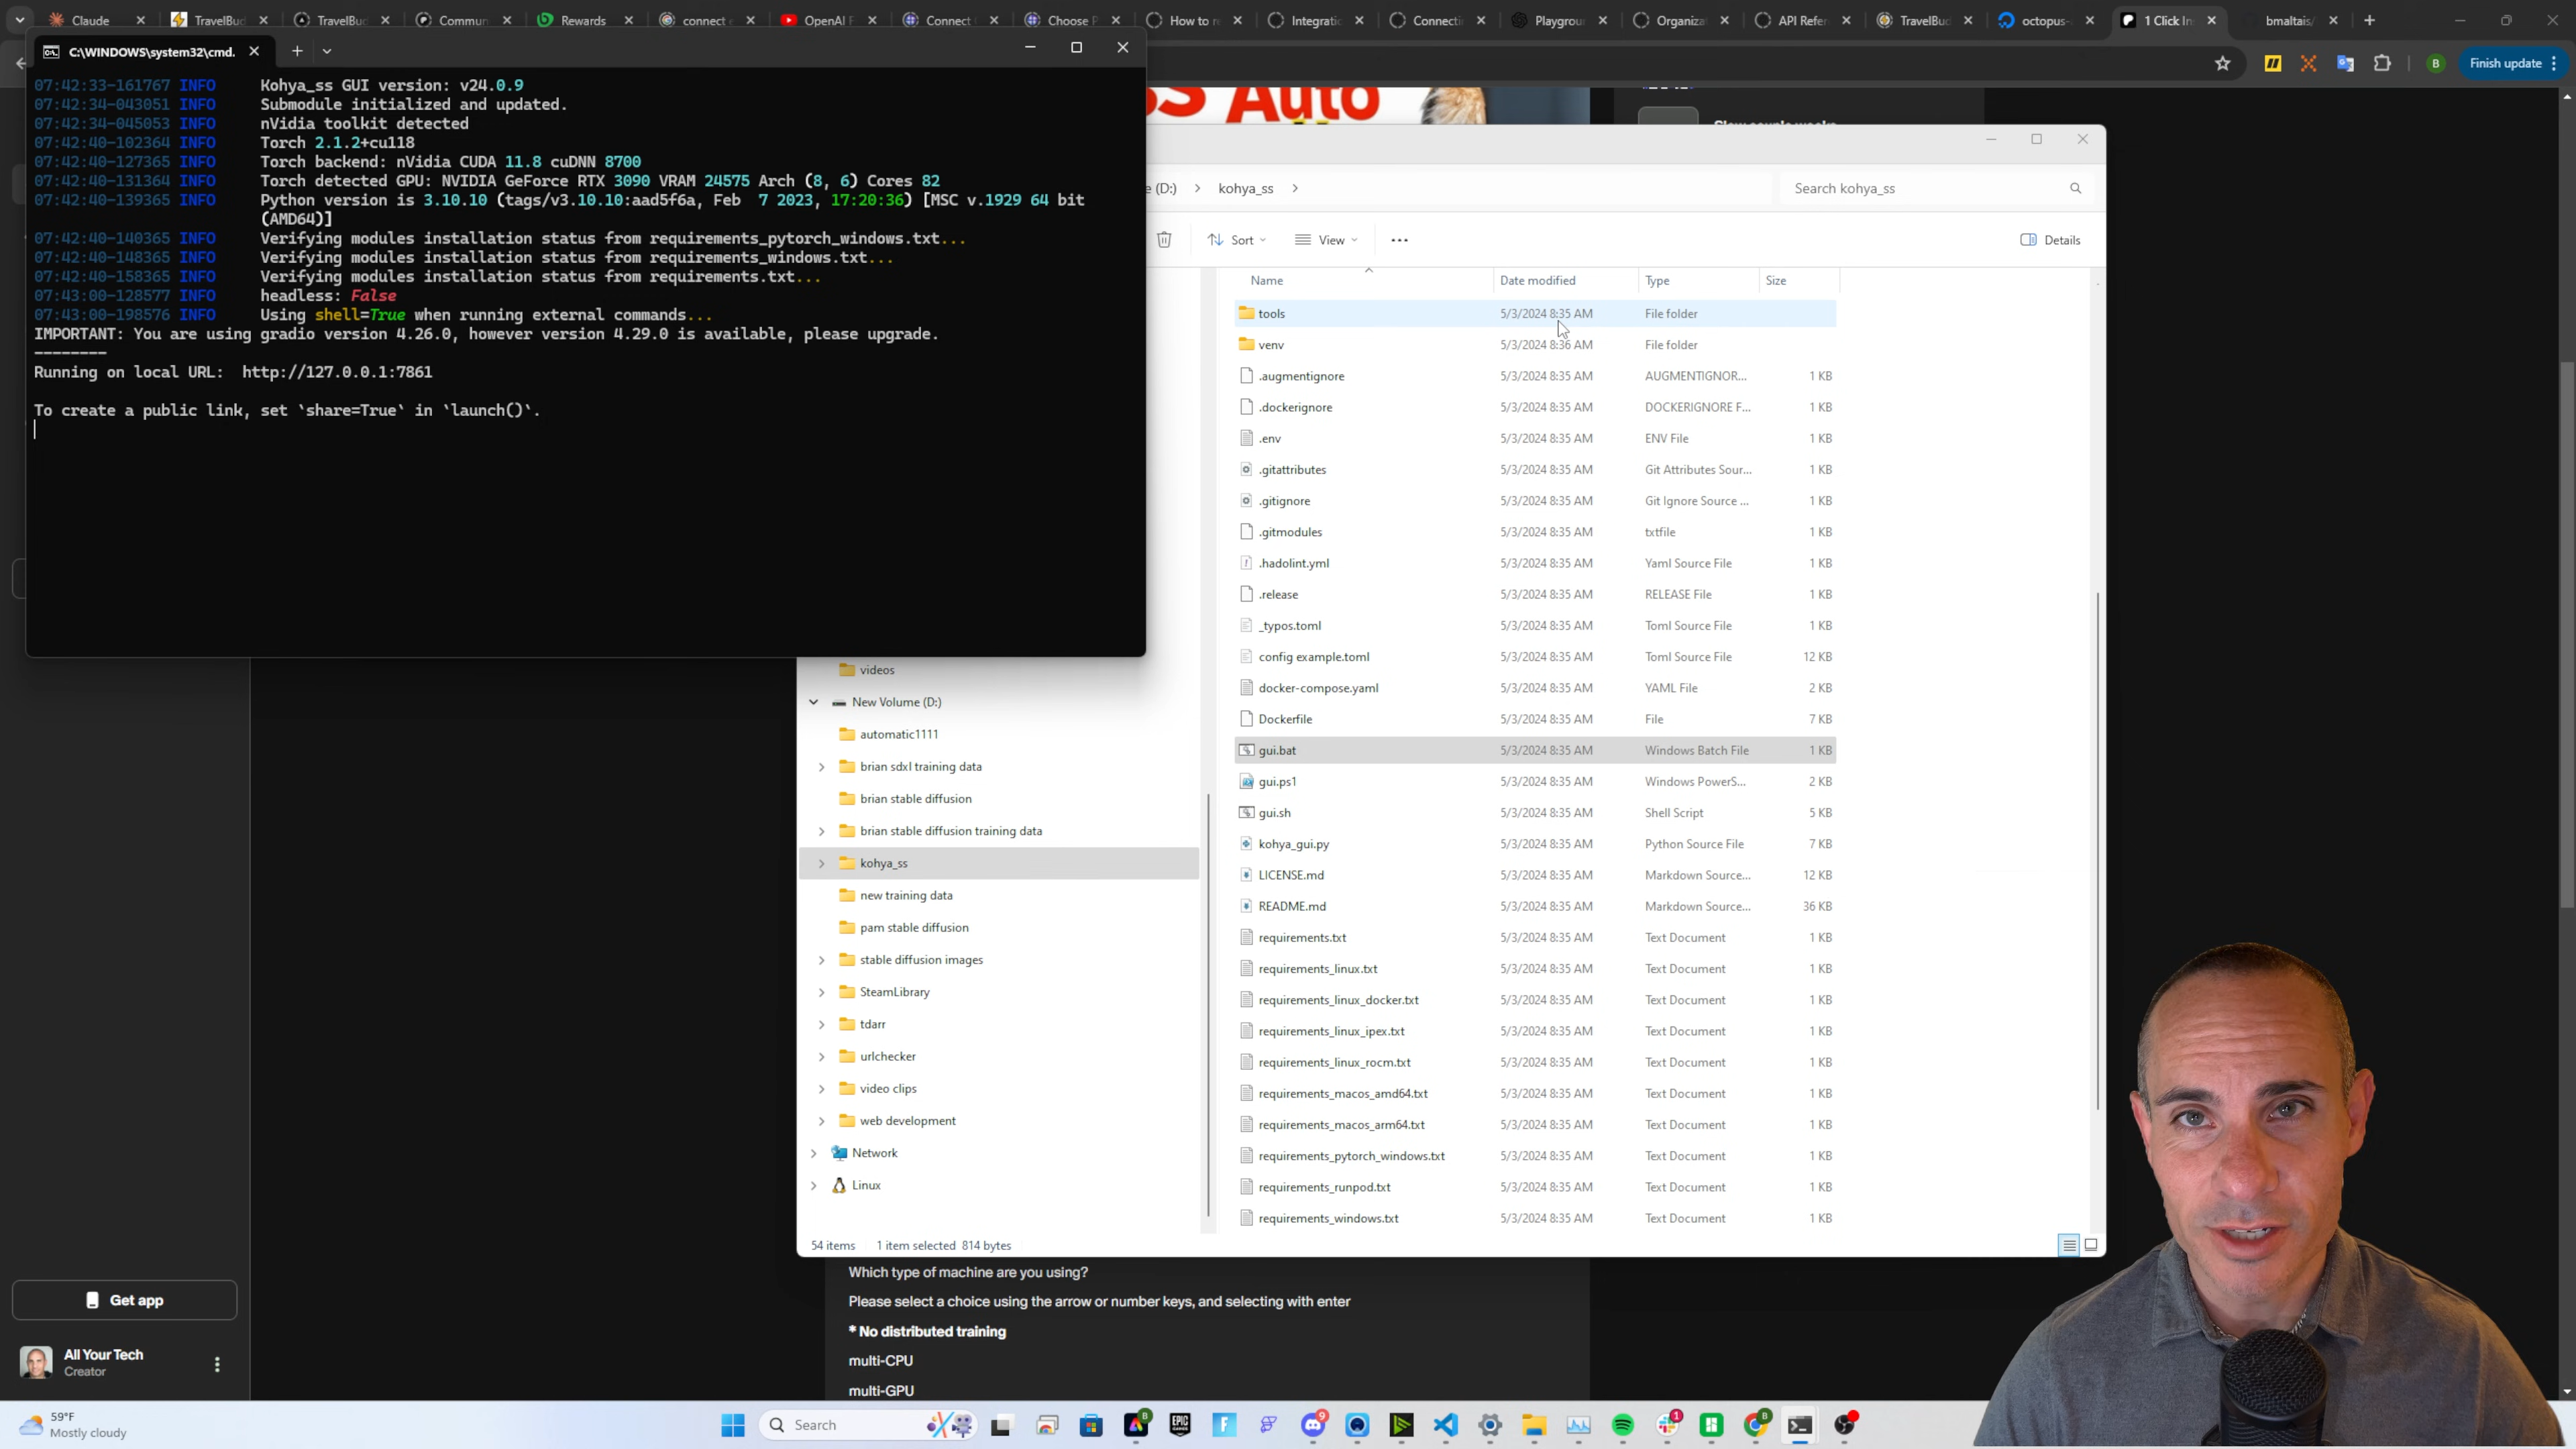 Claude
TravelBud
TravelBud
Commun
Rewards
connect e
OpenAI F
Connect
Choose P
How to re
Integratio
Connectin
Playgroun
Organizat
API Refer
TravelBud
octopus-
1 Click In
bmaltais/
C:\WINDOWS\system32\cmd.
Finish update
B
07:42:33-161767 INFO Kohya_ss GUI version: v24.0.9
07:42:34-043051 INFO Submodule initialized and updated.
07:42:34-045053 INFO nVidia toolkit detected
07:42:40-102364 INFO Torch 2.1.2+cu118
07:42:40-127365 INFO Torch backend: nVidia CUDA 11.8 cuDNN 8700
07:42:40-131364 INFO Torch detected GPU: NVIDIA GeForce RTX 3090 VRAM 24575 Arch (8, 6) Cores 82
07:42:40-139365 INFO Python version is 3.10.10 (tags/v3.10.10:aad5f6a, Feb 7 2023, 17:20:36) [MSC v.1929 64 bit
(AMD64)]
07:42:40-140365 INFO Verifying modules installation status from requirements_pytorch_windows.txt...
07:42:40-148365 INFO Verifying modules installation status from requirements_windows.txt...
07:42:40-158365 INFO Verifying modules installation status from requirements.txt...
07:43:00-128577 INFO headless: False
07:43:00-198576 INFO Using shell=True when running external commands...
IMPORTANT: You are using gradio version 4.26.0, however version 4.29.0 is available, please upgrade.
--------
Running on local URL: http://127.0.0.1:7861
To create a public link, set `share=True` in `launch()`.
SS Auto
(D:) > kohya_ss >
Search kohya_ss
Sort
View
Details
Name Date modified Type Size
tools 5/3/2024 8:35 AM File folder
venv 5/3/2024 8:36 AM File folder
.augmentignore 5/3/2024 8:35 AM AUGMENTIGNOR... 1 KB
.dockerignore 5/3/2024 8:35 AM DOCKERIGNORE F... 1 KB
.env 5/3/2024 8:35 AM ENV File 1 KB
.gitattributes 5/3/2024 8:35 AM Git Attributes Sour... 1 KB
.gitignore 5/3/2024 8:35 AM Git Ignore Source ... 1 KB
.gitmodules 5/3/2024 8:35 AM txtfile 1 KB
.hadolint.yml 5/3/2024 8:35 AM Yaml Source File 1 KB
.release 5/3/2024 8:35 AM RELEASE File 1 KB
_typos.toml 5/3/2024 8:35 AM Toml Source File 1 KB
config example.toml 5/3/2024 8:35 AM Toml Source File 12 KB
docker-compose.yaml 5/3/2024 8:35 AM YAML File 2 KB
Dockerfile 5/3/2024 8:35 AM File 7 KB
gui.bat 5/3/2024 8:35 AM Windows Batch File 1 KB
gui.ps1 5/3/2024 8:35 AM Windows PowerS... 2 KB
gui.sh 5/3/2024 8:35 AM Shell Script 5 KB
kohya_gui.py 5/3/2024 8:35 AM Python Source File 7 KB
LICENSE.md 5/3/2024 8:35 AM Markdown Source... 12 KB
README.md 5/3/2024 8:35 AM Markdown Source... 36 KB
requirements.txt 5/3/2024 8:35 AM Text Document 1 KB
requirements_linux.txt 5/3/2024 8:35 AM Text Document 1 KB
requirements_linux_docker.txt 5/3/2024 8:35 AM Text Document 1 KB
requirements_linux_ipex.txt 5/3/2024 8:35 AM Text Document 1 KB
requirements_linux_rocm.txt 5/3/2024 8:35 AM Text Document 1 KB
requirements_macos_amd64.txt 5/3/2024 8:35 AM Text Document 1 KB
requirements_macos_arm64.txt 5/3/2024 8:35 AM Text Document 1 KB
requirements_pytorch_windows.txt 5/3/2024 8:35 AM Text Document 1 KB
requirements_runpod.txt 5/3/2024 8:35 AM Text Document 1 KB
requirements_windows.txt 5/3/2024 8:35 AM Text Document 1 KB
videos
New Volume (D:)
automatic1111
brian sdxl training data
brian stable diffusion
brian stable diffusion training data
kohya_ss
new training data
pam stable diffusion
stable diffusion images
SteamLibrary
tdarr
urlchecker
video clips
web development
Network
Linux
54 items 1 item selected 814 bytes
Which type of machine are you using?
Please select a choice using the arrow or number keys, and selecting with enter
* No distributed training
multi-CPU
multi-GPU
Get app
All Your Tech
Creator
59°F
Mostly cloudy
Search